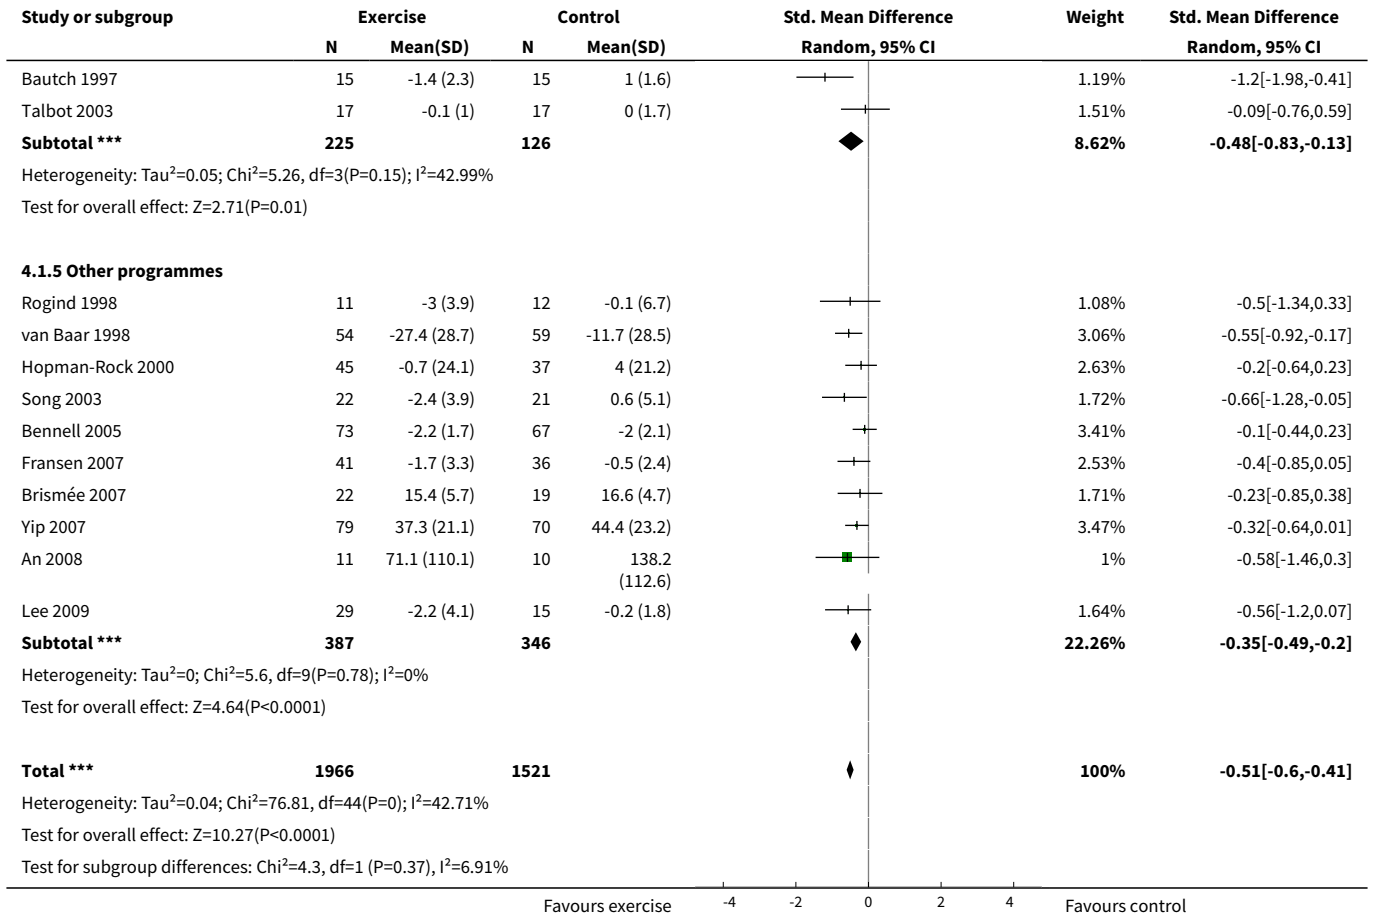 Study or subgroup Exercise Control Std. Mean Difference Weight Std. Mean Difference
N Mean(SD) N Mean(SD) Random, 95% CI Random, 95% CI
Bautch 1997 15 -1.4 (2.3) 15 1 (1.6) 1.19% -1.2[-1.98,-0.41]
Talbot 2003 17 -0.1 (1) 17 0 (1.7) 1.51% -0.09[-0.76,0.59]
Subtotal *** 225 126 8.62% -0.48[-0.83,-0.13]
Heterogeneity: Tau²=0.05; Chi²=5.26, df=3(P=0.15); I²=42.99%
Test for overall effect: Z=2.71(P=0.01)
4.1.5 Other programmes
Rogind 1998 11 -3 (3.9) 12 -0.1 (6.7) 1.08% -0.5[-1.34,0.33]
van Baar 1998 54 -27.4 (28.7) 59 -11.7 (28.5) 3.06% -0.55[-0.92,-0.17]
Hopman-Rock 2000 45 -0.7 (24.1) 37 4 (21.2) 2.63% -0.2[-0.64,0.23]
Song 2003 22 -2.4 (3.9) 21 0.6 (5.1) 1.72% -0.66[-1.28,-0.05]
Bennell 2005 73 -2.2 (1.7) 67 -2 (2.1) 3.41% -0.1[-0.44,0.23]
Fransen 2007 41 -1.7 (3.3) 36 -0.5 (2.4) 2.53% -0.4[-0.85,0.05]
Brismée 2007 22 15.4 (5.7) 19 16.6 (4.7) 1.71% -0.23[-0.85,0.38]
Yip 2007 79 37.3 (21.1) 70 44.4 (23.2) 3.47% -0.32[-0.64,0.01]
An 2008 11 71.1 (110.1) 10 138.2 1% -0.58[-1.46,0.3]
(112.6)
Lee 2009 29 -2.2 (4.1) 15 -0.2 (1.8) 1.64% -0.56[-1.2,0.07]
Subtotal *** 387 346 22.26% -0.35[-0.49,-0.2]
Heterogeneity: Tau²=0; Chi²=5.6, df=9(P=0.78); I²=0%
Test for overall effect: Z=4.64(P<0.0001)
Total *** 1966 1521 100% -0.51[-0.6,-0.41]
Heterogeneity: Tau²=0.04; Chi²=76.81, df=44(P=0); I²=42.71%
Test for overall effect: Z=10.27(P<0.0001)
Test for subgroup differences: Chi²=4.3, df=1 (P=0.37), I²=6.91%
Favours exercise -4 -2 0 2 4 Favours control